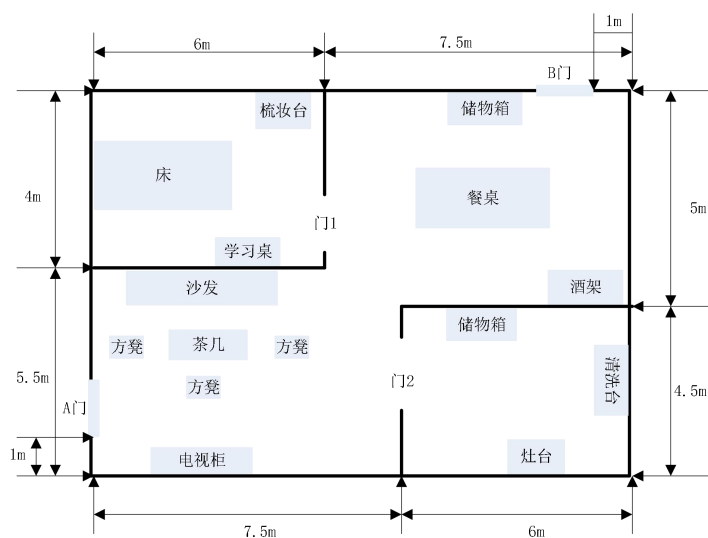 1m
6m
7.5m
B门
梳妆台
储物箱
床
餐桌
4m
5m
门1
学习桌
沙发
酒架
储物箱
方凳
茶几
方凳
清洗台
5.5m
方凳
门2
4.5m
A门
1m
电视柜
灶台
7.5m
6m